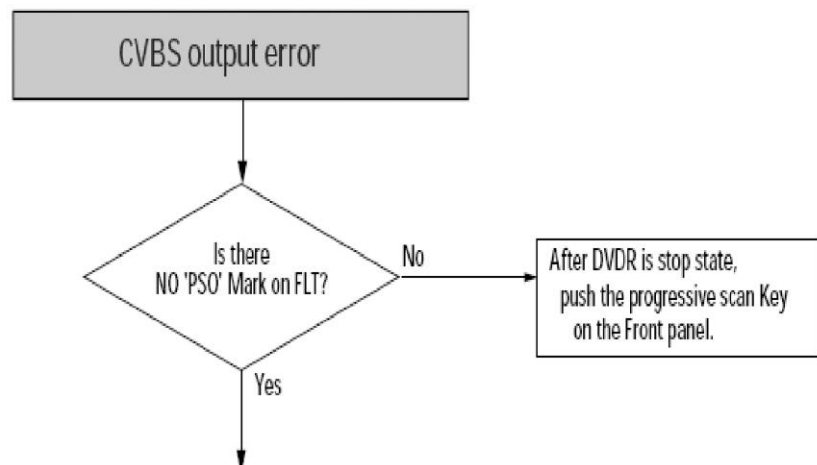 CVBS output error
Is there
NO 'PSO' Mark on FLT?
No
After DVDR is stop state,
push the progressive scan Key
on the Front panel.
Yes